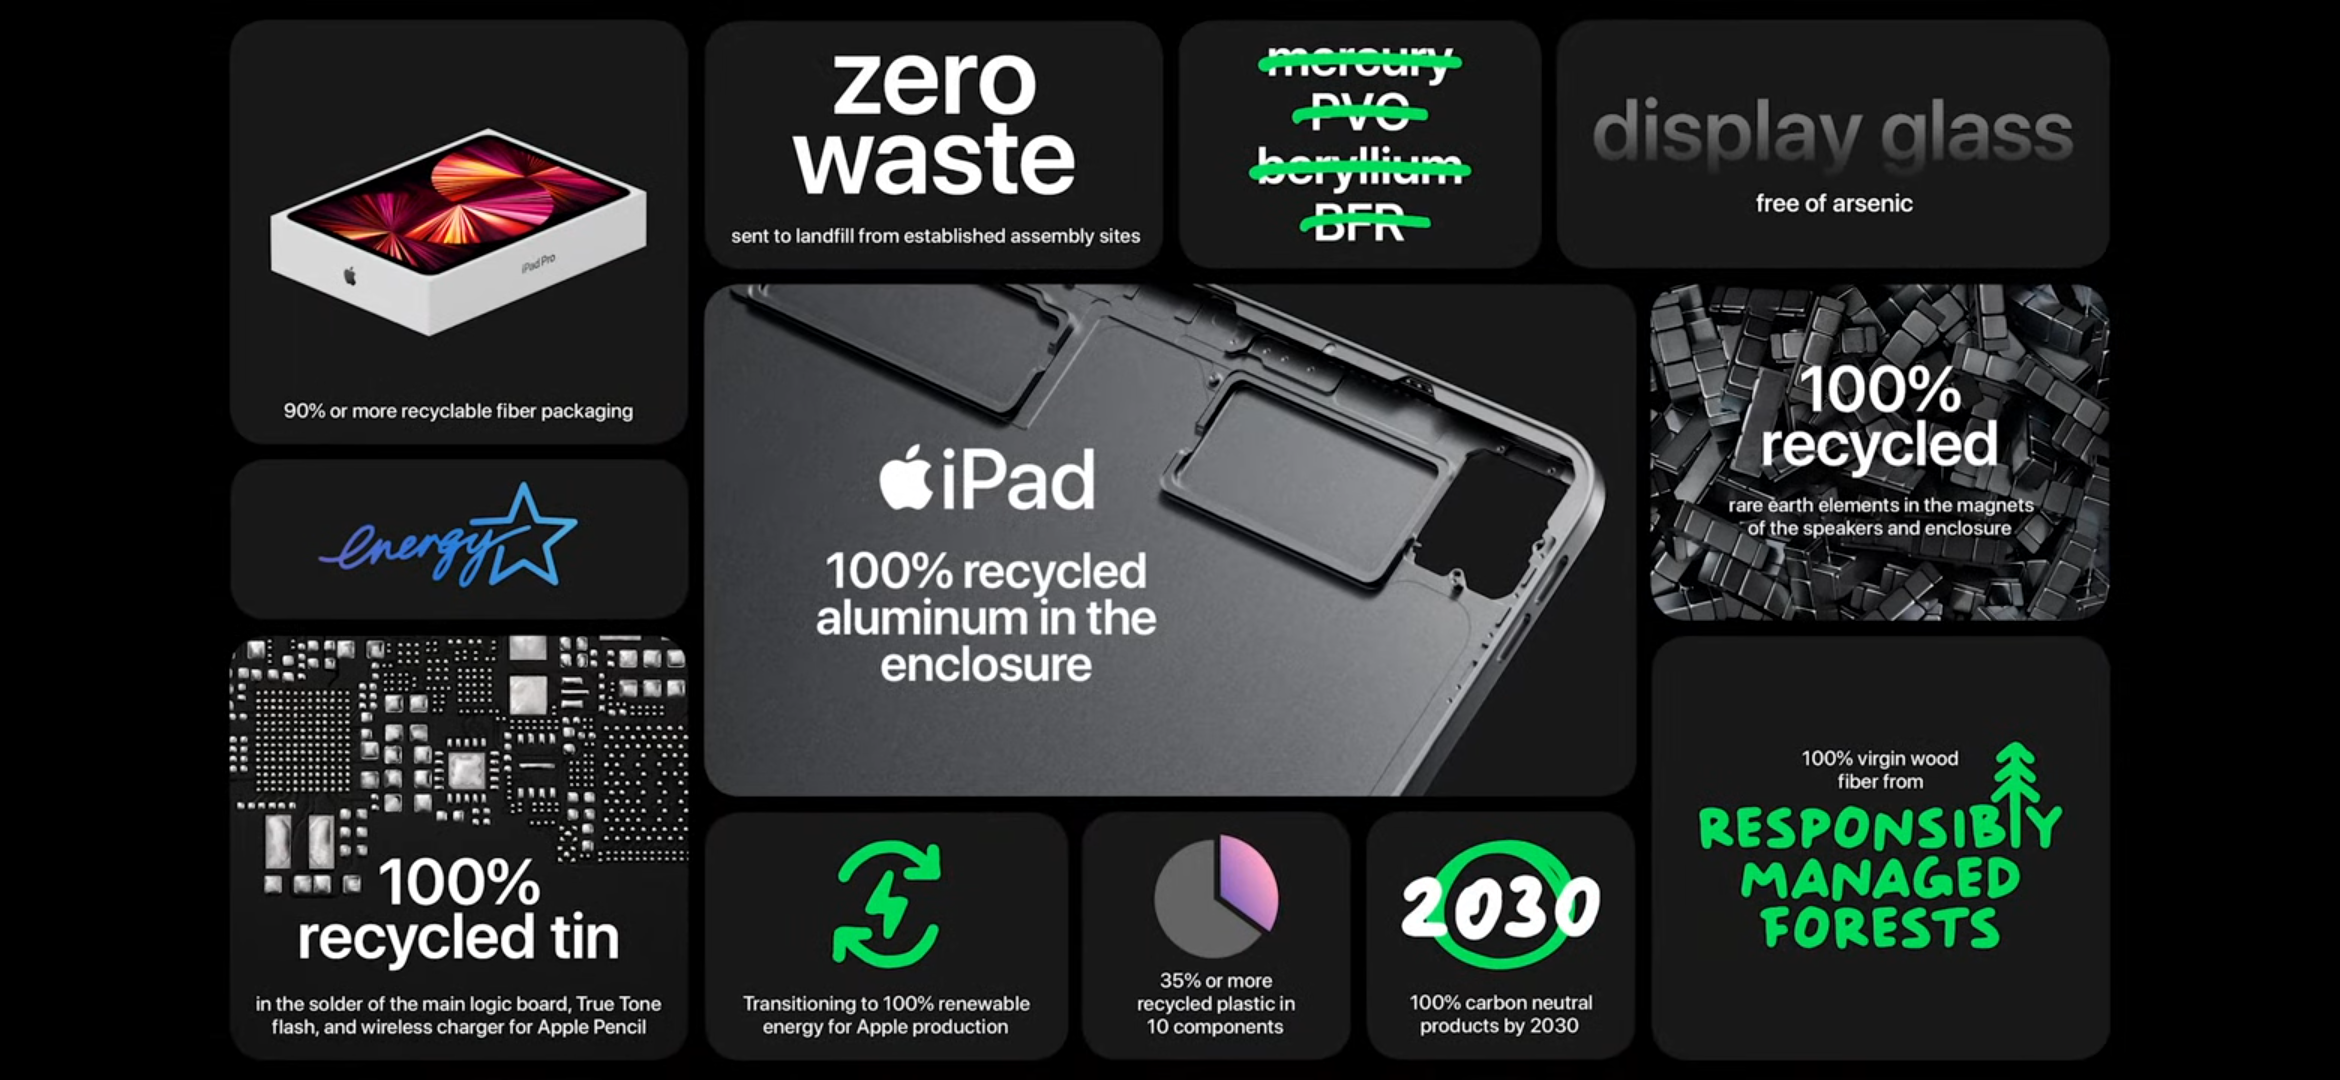 iPad Pro
90% or more recyclable fiber packaging
zero
waste
sent to landfill from established assembly sites
mercury
PVC
beryllium
BFR
display glass
free of arsenic
energy
iPad
100% recycled
aluminum in the
enclosure
100%
recycled
rare earth elements in the magnets
of the speakers and enclosure
100%
recycled tin
in the solder of the main logic board, True Tone
flash, and wireless charger for Apple Pencil
Transitioning to 100% renewable
energy for Apple production
35% or more
recycled plastic in
10 components
2030
100% carbon neutral
products by 2030
100% virgin wood
fiber from
RESPONSIBLY
MANAGED
FORESTS